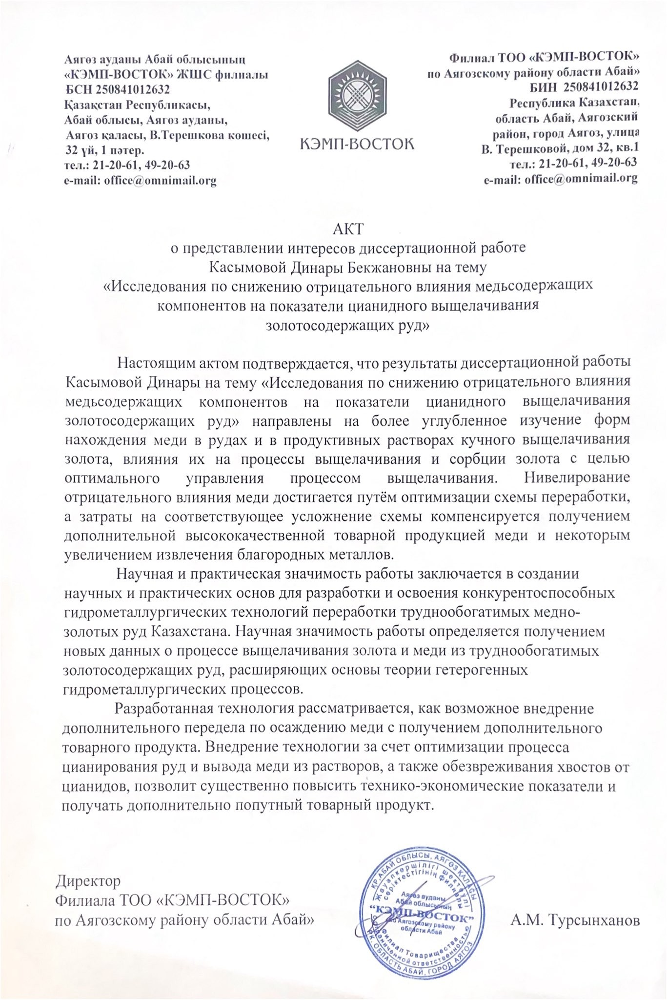 Аягөз ауданы Абай облысының
«КЭМП-ВОСТОК» ЖШС филиалы
БСН 250841012632
Қазақстан Республикасы,
Абай облысы, Аягоз ауданы,
Аягоз қаласы, В.Терешкова көшесі,
32 үй, 1 пәтер.
тел.: 21-20-61, 49-20-63
e-mail: office@omnimail.org
КЭМП-ВОСТОК
Филиал ТОО «КЭМП-ВОСТОК»
по Аягозскому району области Абай»
БИН 250841012632
Республика Казахстан,
область Абай, Аягозский
район, город Аягоз, улица
В. Терешковой, дом 32, кв.1
тел.: 21-20-61, 49-20-63
e-mail: office@omnimail.org
АКТ
о представлении интересов диссертационной работе
Касымовой Динары Бекжановны на тему
«Исследования по снижению отрицательного влияния медьсодержащих
компонентов на показатели цианидного выщелачивания
золотосодержащих руд»
Настоящим актом подтверждается, что результаты диссертационной работы
Касымовой Динары на тему «Исследования по снижению отрицательного влияния
медьсодержащих компонентов на показатели цианидного выщелачивания
золотосодержащих руд» направлены на более углубленное изучение форм
нахождения меди в рудах и в продуктивных растворах кучного выщелачивания
золота, влияния их на процессы выщелачивания и сорбции золота с целью
оптимального управления процессом выщелачивания. Нивелирование
отрицательного влияния меди достигается путём оптимизации схемы переработки,
а затраты на соответствующее усложнение схемы компенсируется получением
дополнительной высококачественной товарной продукцией меди и некоторым
увеличением извлечения благородных металлов.
Научная и практическая значимость работы заключается в создании
научных и практических основ для разработки и освоения конкурентоспособных
гидрометаллургических технологий переработки труднообогатимых медно-
золотых руд Казахстана. Научная значимость работы определяется получением
новых данных о процессе выщелачивания золота и меди из труднообогатимых
золотосодержащих руд, расширяющих основы теории гетерогенных
гидрометаллургических процессов.
Разработанная технология рассматривается, как возможное внедрение
дополнительного передела по осаждению меди с получением дополнительного
товарного продукта. Внедрение технологии за счет оптимизации процесса
цианирования руд и вывода меди из растворов, а также обезвреживания хвостов от
цианидов, позволит существенно повысить технико-экономические показатели и
получать дополнительно попутный товарный продукт.
Директор
Филиала ТОО «КЭМП-ВОСТОК»
по Аягозскому району области Абай»
ҚР, АБАЙ ОБЛЫСЫ, АЯГӨЗ ҚАЛАСЫ
Жауапкершілігі шектеулі
серіктестігінің филиалы
Аягөз ауданы
Абай облысының
"КЭМП-ВОСТОК"
по Аягозскому району
области Абай
Филиал Товарищества
с ограниченной ответственностью
РК, ОБЛАСТЬ АБАЙ, ГОРОД АЯГОЗ
А.М. Турсынханов